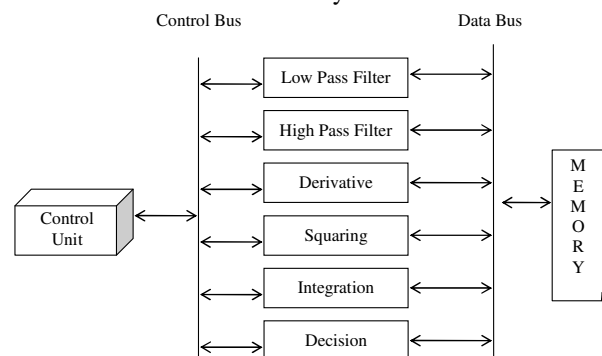 Control Bus
Data Bus
Low Pass Filter
High Pass Filter
Derivative
Squaring
Integration
Decision
Control
Unit
M
E
M
O
R
Y